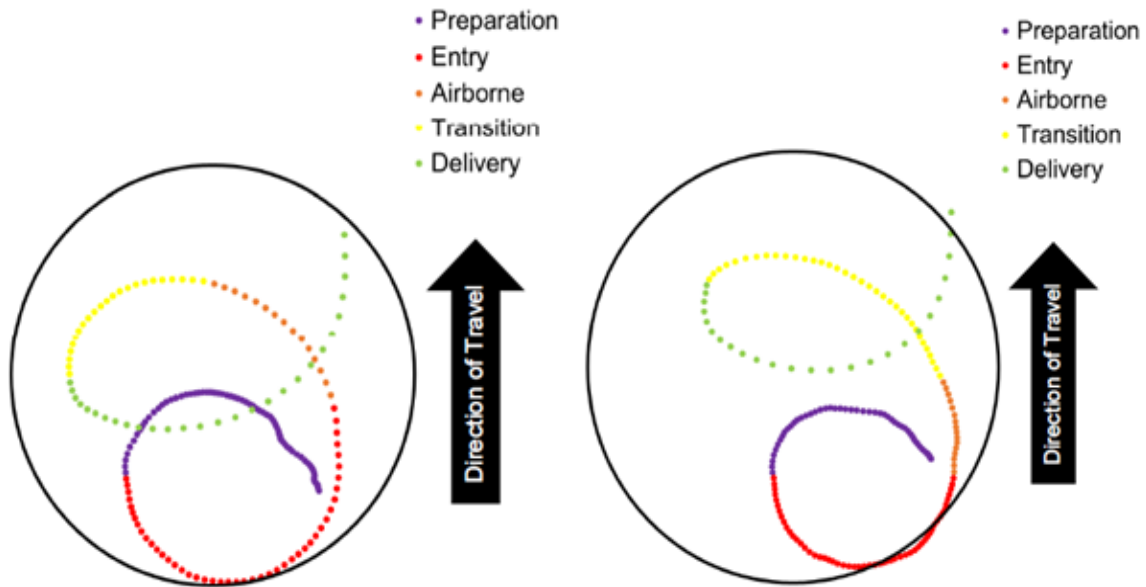 Preparation
Entry
Airborne
Transition
Delivery
Direction of Travel
Preparation
Entry
Airborne
Transition
Delivery
Direction of Travel